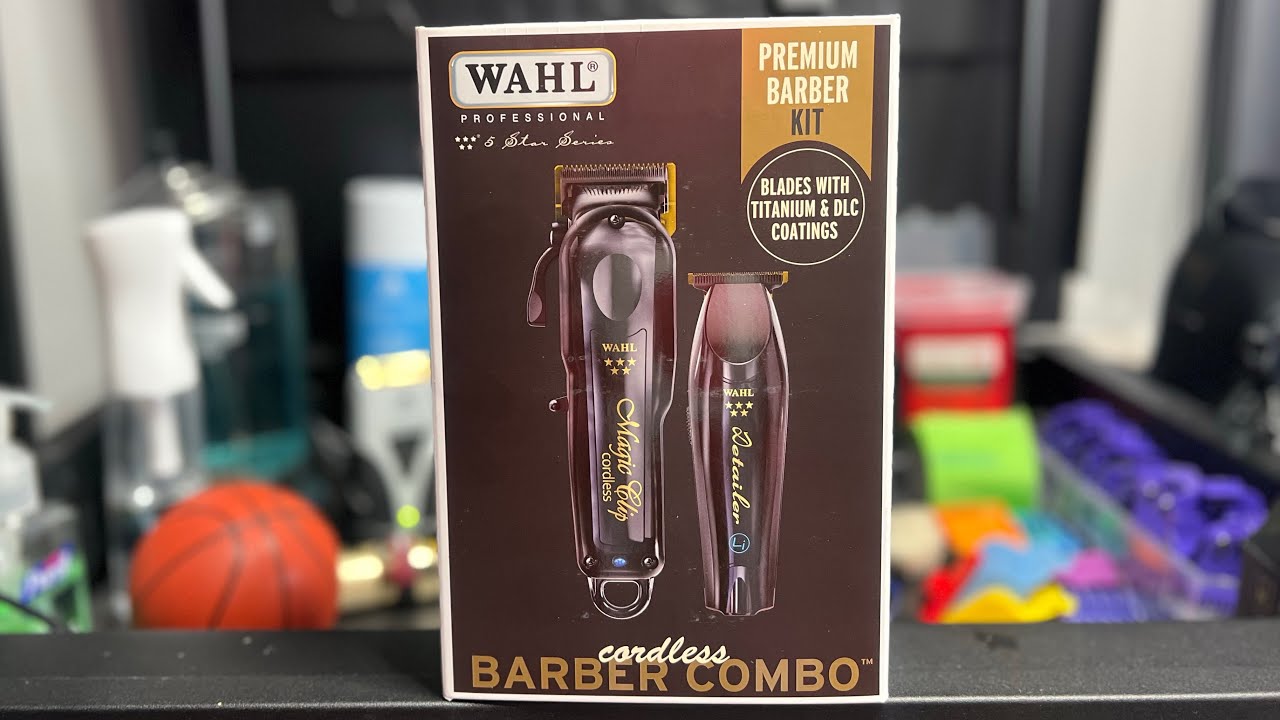 WAHL®
PROFESSIONAL
5 Star Series
PREMIUM
BARBER
KIT
BLADES WITH
TITANIUM & DLC
COATINGS
WAHL
Magic Clip
cordless
WAHL
Detailer
Li
cordless
BARBER COMBO™